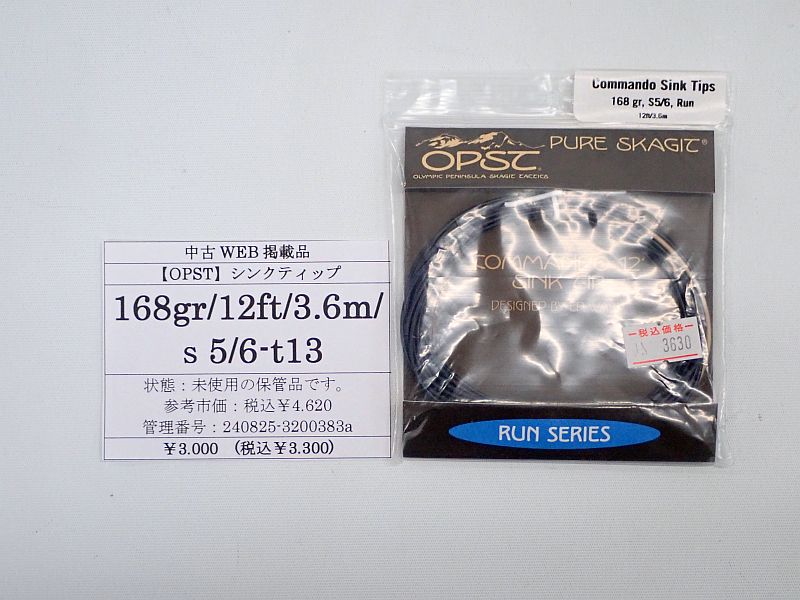 中古WEB掲載品
【OPST】シンクティップ
168gr/12ft/3.6m/
s 5/6-t13
状態：未使用の保管品です。
参考市価：税込￥4.620
管理番号：240825-3200383a
￥3.000 (税込￥3.300)
Commando Sink Tips
168 gr, S5/6, Run
12ft/3.6m
PURE SKAGIT®
OPST®
OLYMPIC PENINSULA SKAGIT TACTICS
12'
SINK
DESIGNED BY
税込価格
3630
RUN SERIES